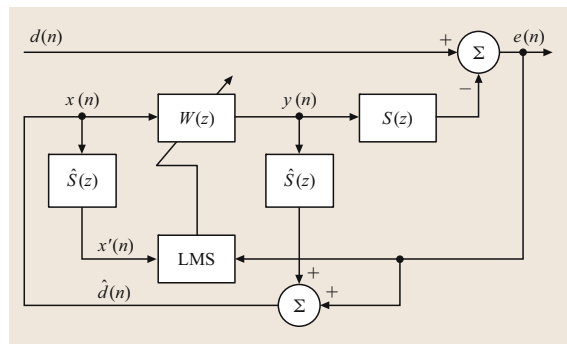 d(n) + Σ e(n)
−
x(n) W(z) y(n) S(z)
Ŝ(z) Ŝ(z)
x′(n) LMS
+
d̂(n) Σ +